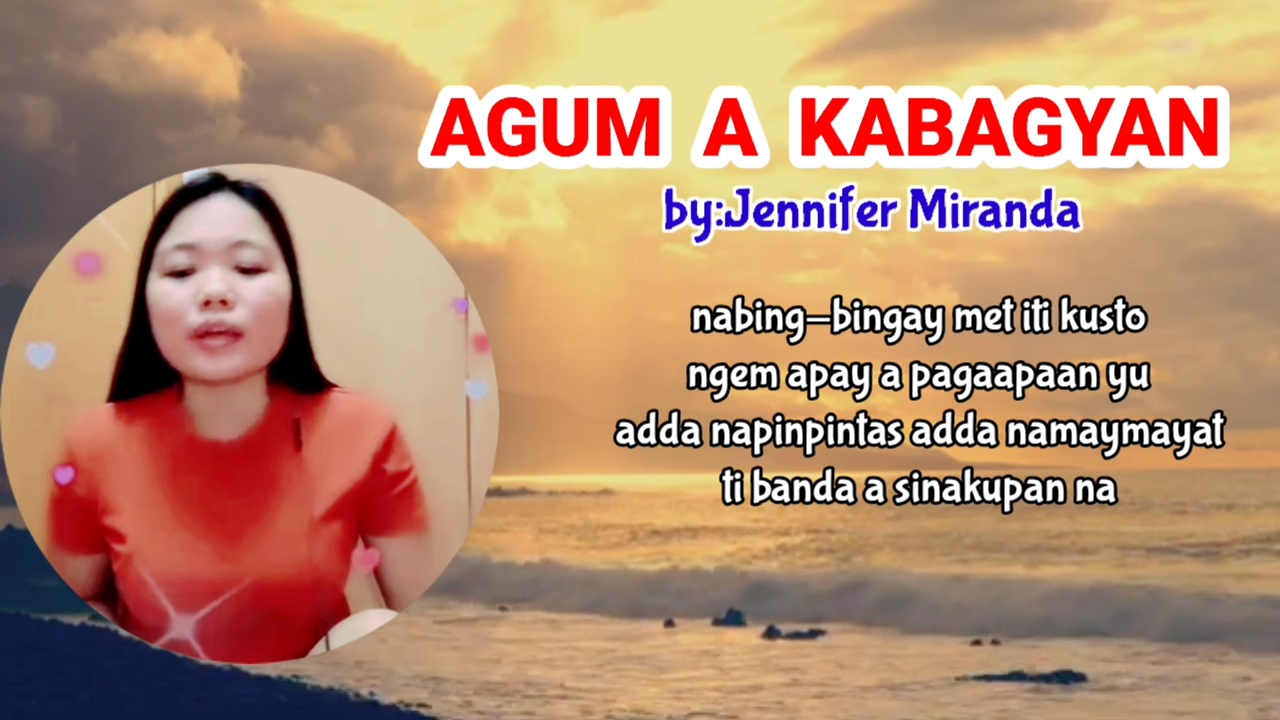 AGUM A KABAGYAN
by:Jennifer Miranda
nabing-bingay met iti kusto
ngem apay a pagaapaan yu
adda napinpintas adda namaymayat
ti banda a sinakupan na